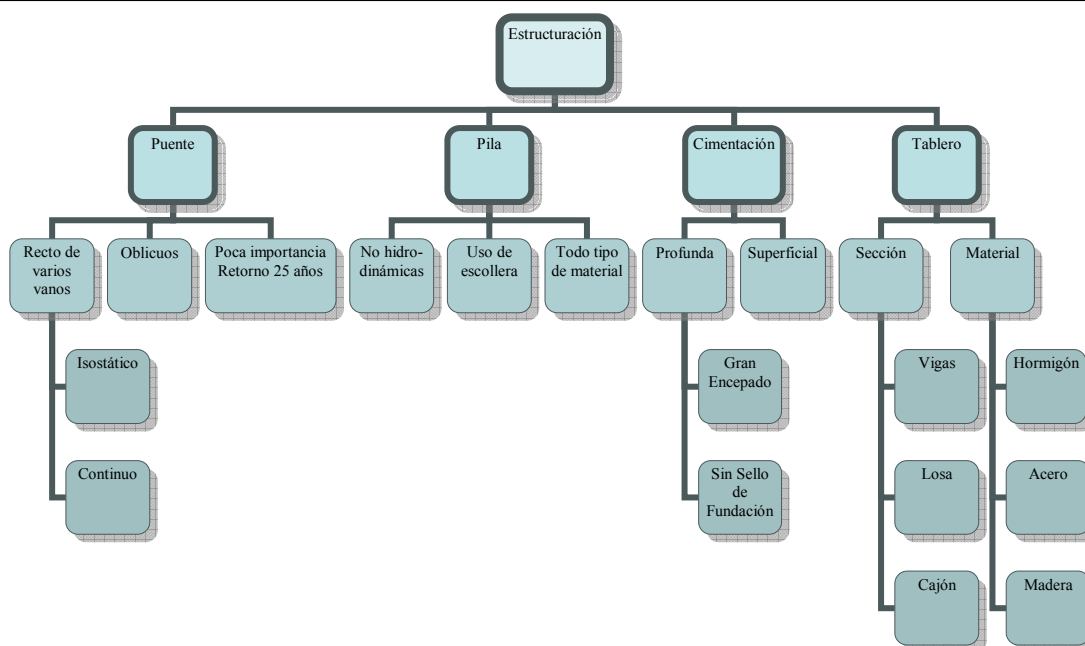 Estructuración
Puente
Pila
Cimentación
Tablero
Recto de
varios
vanos
Oblicuos
Poca importancia
Retorno 25 años
No hidro-
dinámicas
Uso de
escollera
Todo tipo
de material
Profunda
Superficial
Sección
Material
Isostático
Gran
Encepado
Vigas
Hormigón
Continuo
Sin Sello
de
Fundación
Losa
Acero
Cajón
Madera